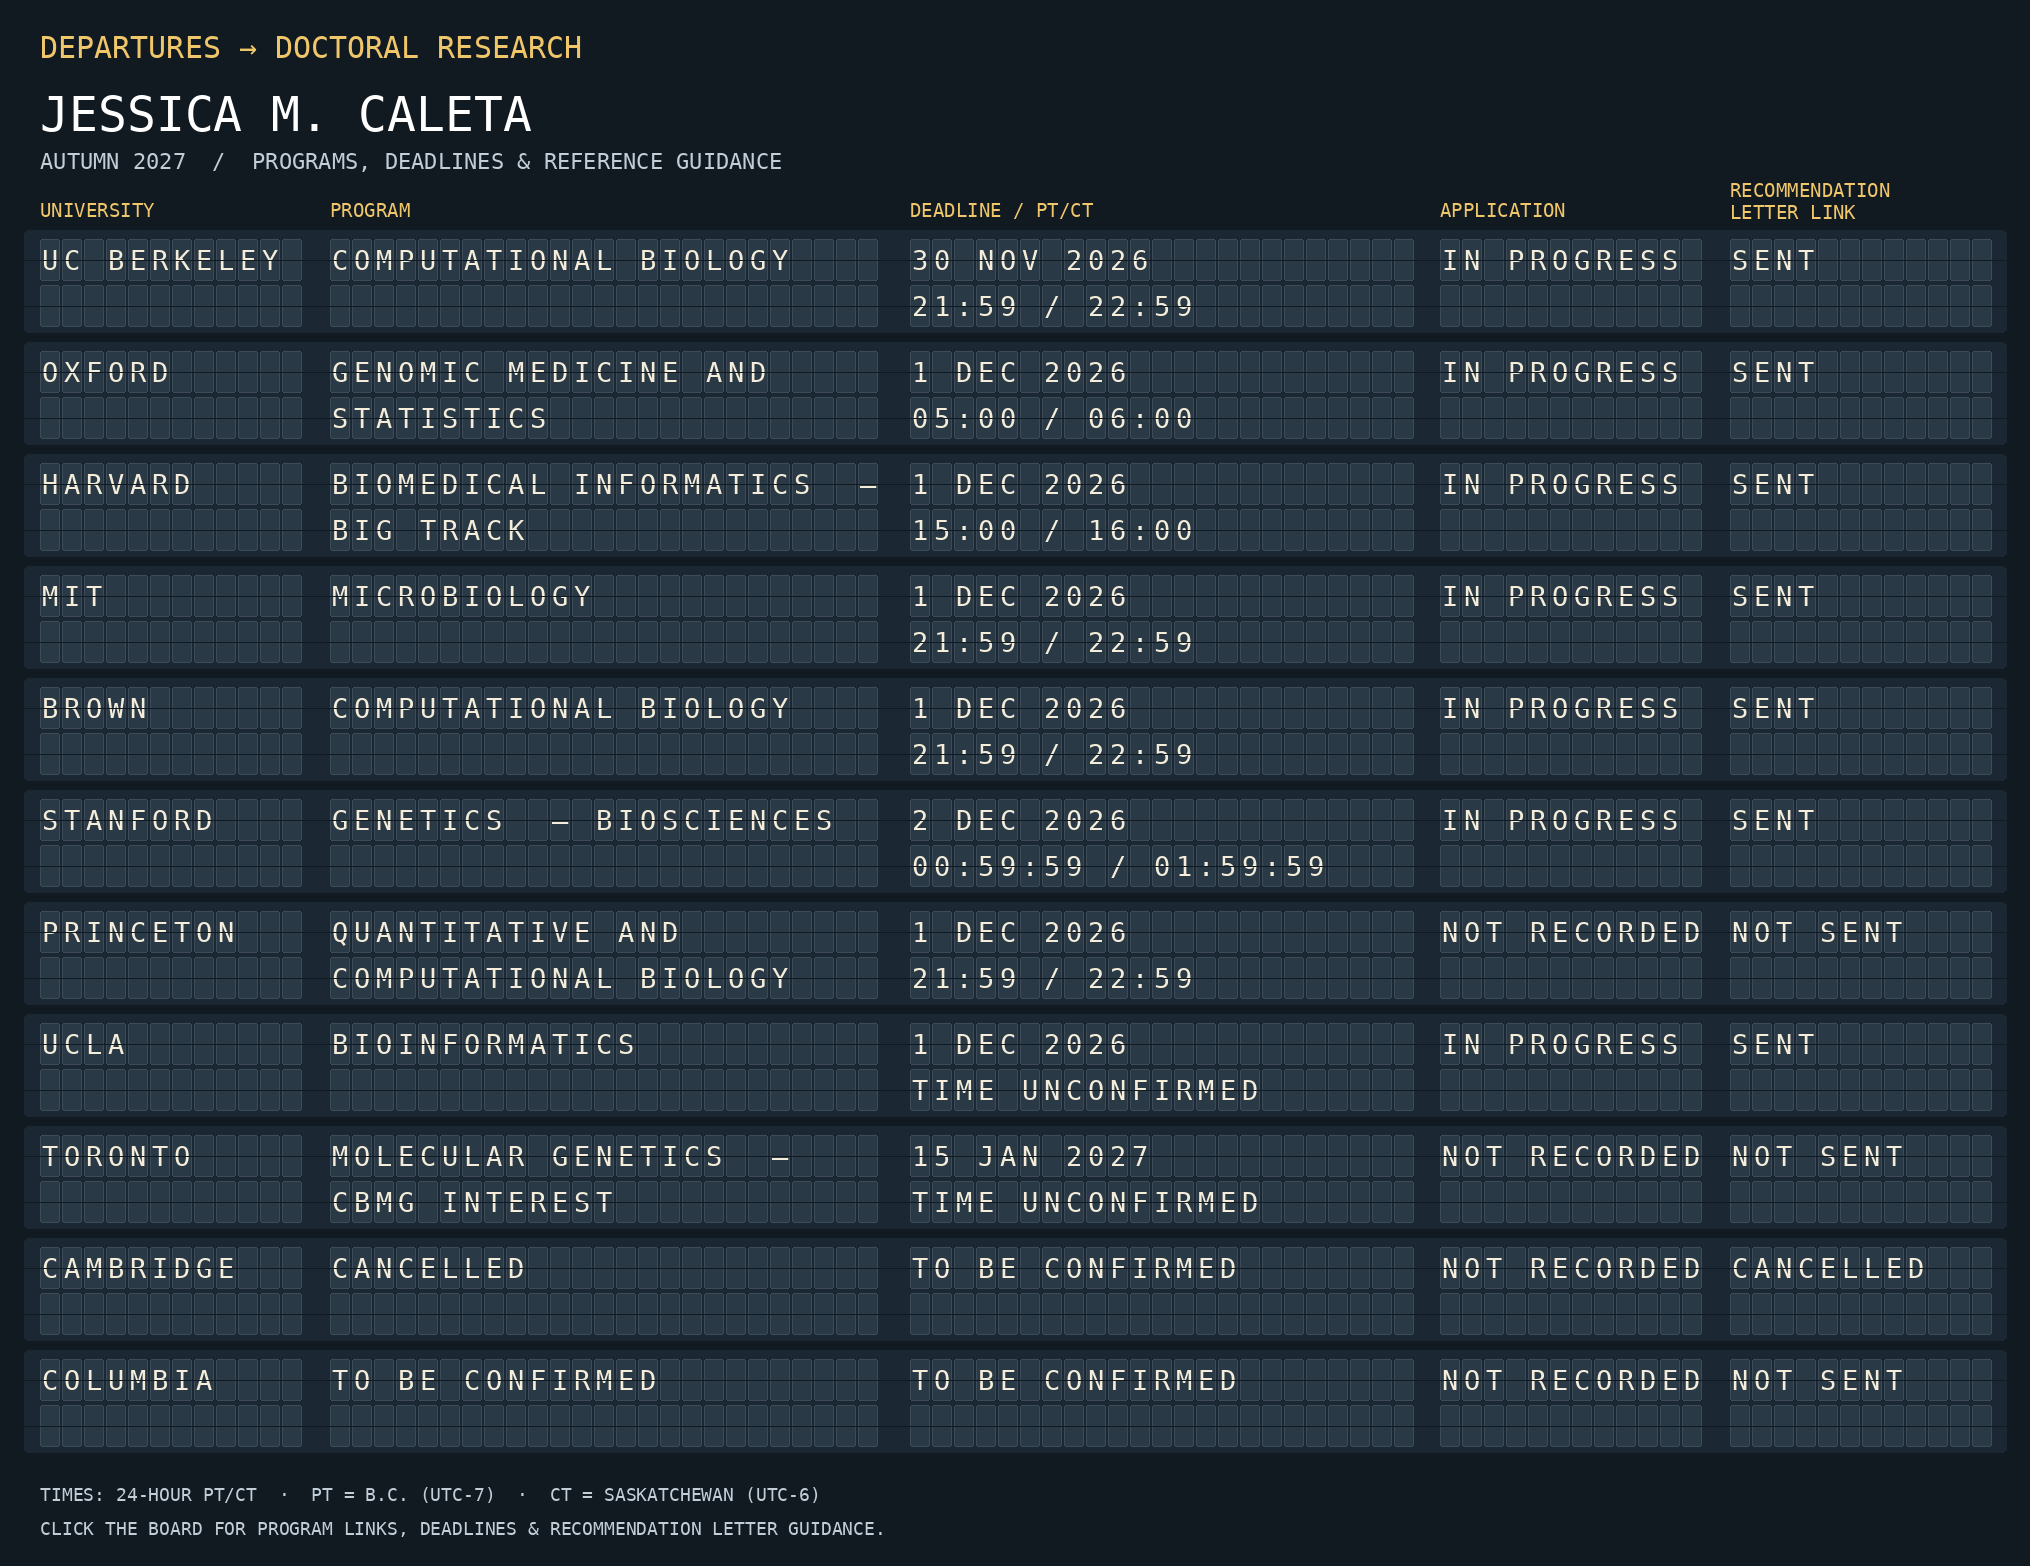 DEPARTURES → DOCTORAL RESEARCH
JESSICA M. CALETA
AUTUMN 2027 / PROGRAMS, DEADLINES & REFERENCE GUIDANCE
UNIVERSITY PROGRAM DEADLINE / PT/CT APPLICATION RECOMMENDATION LETTER LINK
UC BERKELEY COMPUTATIONAL BIOLOGY 30 NOV 2026 IN PROGRESS SENT
21:59 / 22:59
OXFORD GENOMIC MEDICINE AND 1 DEC 2026 IN PROGRESS SENT
STATISTICS 05:00 / 06:00
HARVARD BIOMEDICAL INFORMATICS — 1 DEC 2026 IN PROGRESS SENT
BIG TRACK 15:00 / 16:00
MIT MICROBIOLOGY 1 DEC 2026 IN PROGRESS SENT
21:59 / 22:59
BROWN COMPUTATIONAL BIOLOGY 1 DEC 2026 IN PROGRESS SENT
21:59 / 22:59
STANFORD GENETICS — BIOSCIENCES 2 DEC 2026 IN PROGRESS SENT
00:59:59 / 01:59:59
PRINCETON QUANTITATIVE AND 1 DEC 2026 NOT RECORDED NOT SENT
COMPUTATIONAL BIOLOGY 21:59 / 22:59
UCLA BIOINFORMATICS 1 DEC 2026 IN PROGRESS SENT
TIME UNCONFIRMED
TORONTO MOLECULAR GENETICS — 15 JAN 2027 NOT RECORDED NOT SENT
CBMG INTEREST TIME UNCONFIRMED
CAMBRIDGE CANCELLED TO BE CONFIRMED NOT RECORDED CANCELLED
COLUMBIA TO BE CONFIRMED TO BE CONFIRMED NOT RECORDED NOT SENT
TIMES: 24-HOUR PT/CT · PT = B.C. (UTC-7) · CT = SASKATCHEWAN (UTC-6)
CLICK THE BOARD FOR PROGRAM LINKS, DEADLINES & RECOMMENDATION LETTER GUIDANCE.